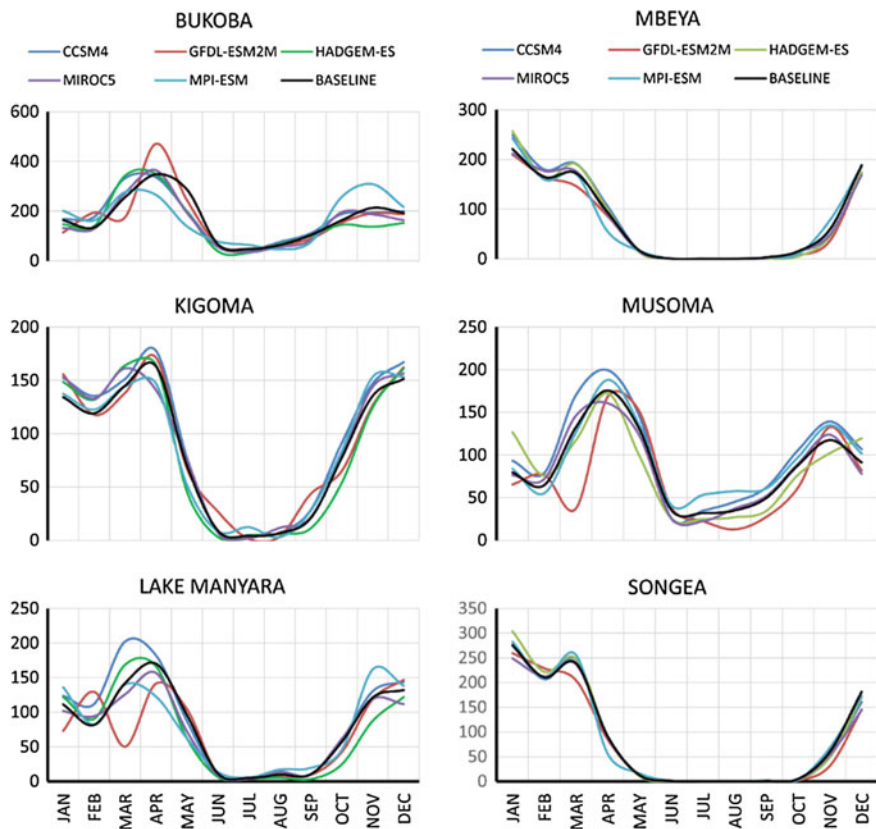 BUKOBA
CCSM4 GFDL-ESM2M HADGEM-ES
MIROC5 MPI-ESM BASELINE
600
400
200
0
MBEYA
CCSM4 GFDL-ESM2M HADGEM-ES
MIROC5 MPI-ESM BASELINE
300
200
100
0
KIGOMA
200
150
100
50
0
MUSOMA
250
200
150
100
50
0
LAKE MANYARA
250
200
150
100
50
0
JAN FEB MAR APR MAY JUN JUL AUG SEP OCT NOV DEC
SONGEA
350
300
250
200
150
100
50
0
JAN FEB MAR APR MAY JUN JUL AUG SEP OCT NOV DEC